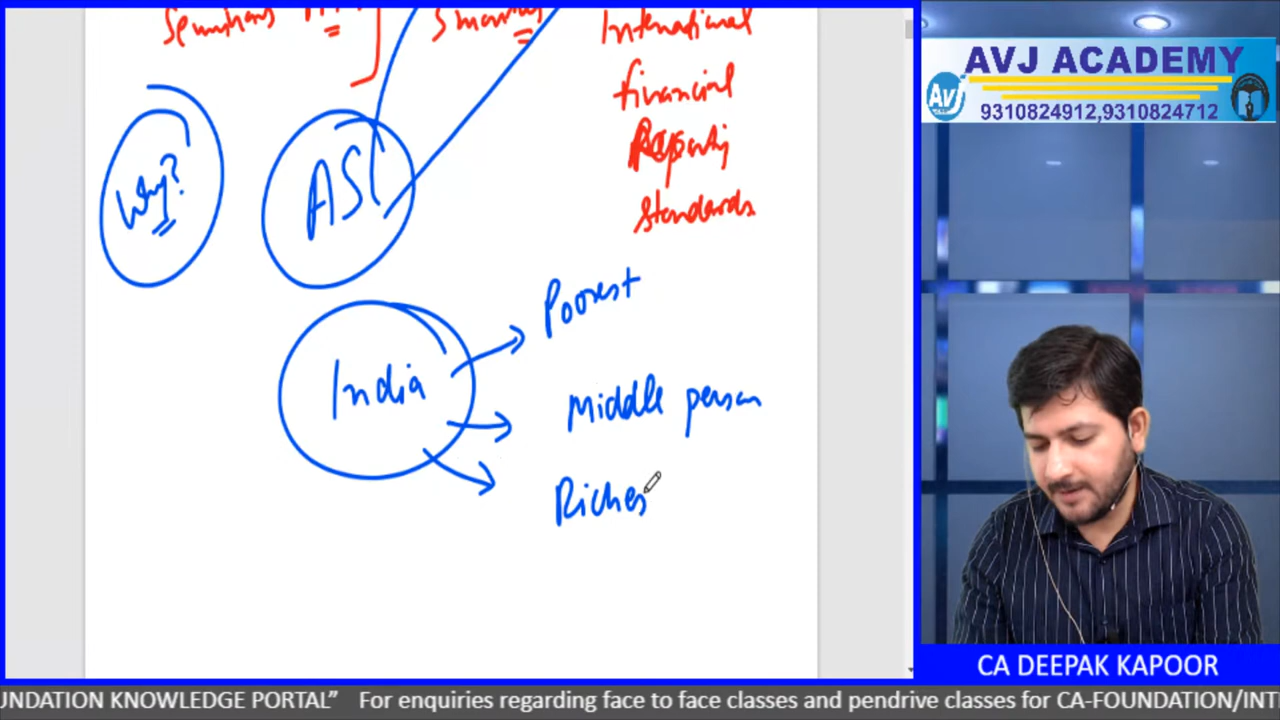 International
financial
Reporting
standards
Why?
AS
India
Poorest
Middle person
Riches
AVJ ACADEMY
9310824912,9310824712
CA DEEPAK KAPOOR
UNDATION KNOWLEDGE PORTAL” For enquiries regarding face to face classes and pendrive classes for CA-FOUNDATION/INT